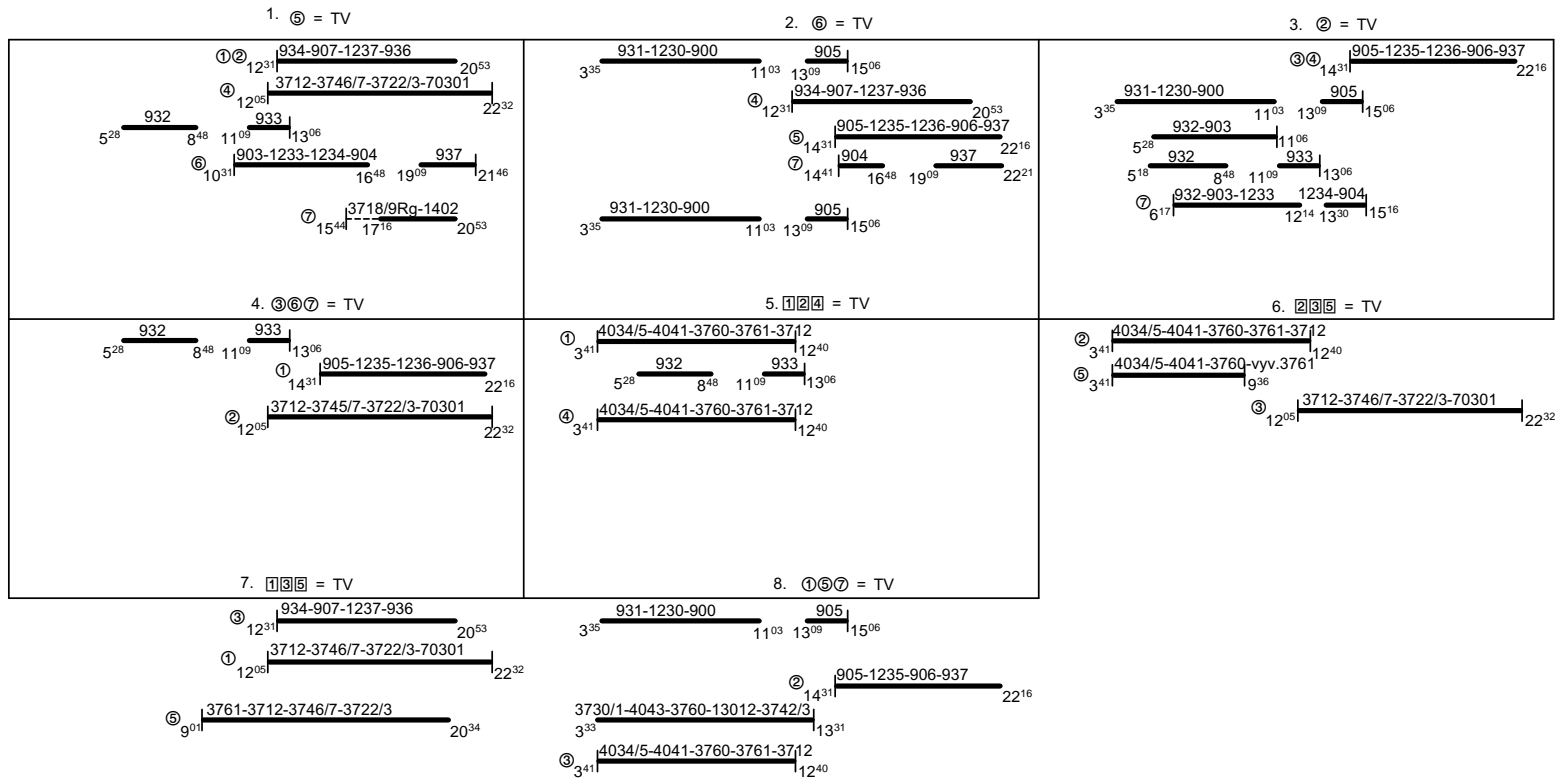 1. ⑤ = TV
①② 12³¹ 934-907-1237-936 20⁵³
④ 12⁰⁵ 3712-3746/7-3722/3-70301 22³²
5²⁸ 932 8⁴⁸ 11⁰⁹ 933 13⁰⁶
⑥ 10³¹ 903-1233-1234-904 16⁴⁸ 19⁰⁹ 937 21⁴⁶
⑦ 15⁴⁴ 3718/9Rg-1402 17¹⁶ 20⁵³
2. ⑥ = TV
3³⁵ 931-1230-900 11⁰³ 13⁰⁹ 905 15⁰⁶
④ 12³¹ 934-907-1237-936 20⁵³
⑤ 14³¹ 905-1235-1236-906-937 22¹⁶
⑦ 14⁴¹ 904 16⁴⁸ 19⁰⁹ 937 22²¹
3³⁵ 931-1230-900 11⁰³ 13⁰⁹ 905 15⁰⁶
3. ② = TV
③④ 14³¹ 905-1235-1236-906-937 22¹⁶
3³⁵ 931-1230-900 11⁰³ 13⁰⁹ 905 15⁰⁶
5²⁸ 932-903 11⁰⁶
5¹⁸ 932 8⁴⁸ 11⁰⁹ 933 13⁰⁶
⑦ 6¹⁷ 932-903-1233 12¹⁴ 13³⁰ 1234-904 15¹⁶
4. ③⑥⑦ = TV
5²⁸ 932 8⁴⁸ 11⁰⁹ 933 13⁰⁶
① 14³¹ 905-1235-1236-906-937 22¹⁶
② 12⁰⁵ 3712-3745/7-3722/3-70301 22³²
5. 1 2 4 = TV
① 3⁴¹ 4034/5-4041-3760-3761-3712 12⁴⁰
5²⁸ 932 8⁴⁸ 11⁰⁹ 933 13⁰⁶
④ 3⁴¹ 4034/5-4041-3760-3761-3712 12⁴⁰
6. 2 3 5 = TV
② 3⁴¹ 4034/5-4041-3760-3761-3712 12⁴⁰
⑤ 3⁴¹ 4034/5-4041-3760-vyv.3761 9³⁶
③ 12⁰⁵ 3712-3746/7-3722/3-70301 22³²
7. 1 3 5 = TV
③ 12³¹ 934-907-1237-936 20⁵³
① 12⁰⁵ 3712-3746/7-3722/3-70301 22³²
⑤ 9⁰¹ 3761-3712-3746/7-3722/3 20³⁴
8. ①⑤⑦ = TV
3³⁵ 931-1230-900 11⁰³ 13⁰⁹ 905 15⁰⁶
② 14³¹ 905-1235-906-937 22¹⁶
3³³ 3730/1-4043-3760-13012-3742/3 13³¹
③ 3⁴¹ 4034/5-4041-3760-3761-3712 12⁴⁰